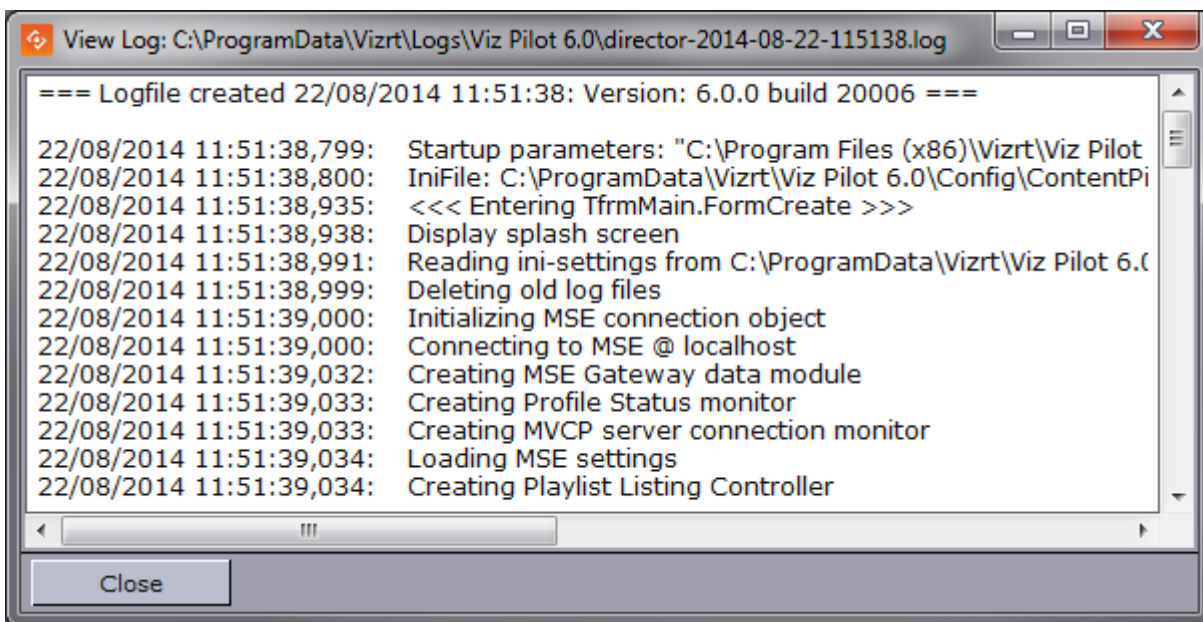 View Log: C:\ProgramData\Vizrt\Logs\Viz Pilot 6.0\director-2014-08-22-115138.log
=== Logfile created 22/08/2014 11:51:38: Version: 6.0.0 build 20006 ===
22/08/2014 11:51:38,799: Startup parameters: "C:\Program Files (x86)\Vizrt\Viz Pilot
22/08/2014 11:51:38,800: IniFile: C:\ProgramData\Vizrt\Viz Pilot 6.0\Config\ContentPi
22/08/2014 11:51:38,935: <<< Entering TfrmMain.FormCreate >>>
22/08/2014 11:51:38,938: Display splash screen
22/08/2014 11:51:38,991: Reading ini-settings from C:\ProgramData\Vizrt\Viz Pilot 6.0
22/08/2014 11:51:38,999: Deleting old log files
22/08/2014 11:51:39,000: Initializing MSE connection object
22/08/2014 11:51:39,000: Connecting to MSE @ localhost
22/08/2014 11:51:39,032: Creating MSE Gateway data module
22/08/2014 11:51:39,033: Creating Profile Status monitor
22/08/2014 11:51:39,033: Creating MVCP server connection monitor
22/08/2014 11:51:39,034: Loading MSE settings
22/08/2014 11:51:39,034: Creating Playlist Listing Controller
Close